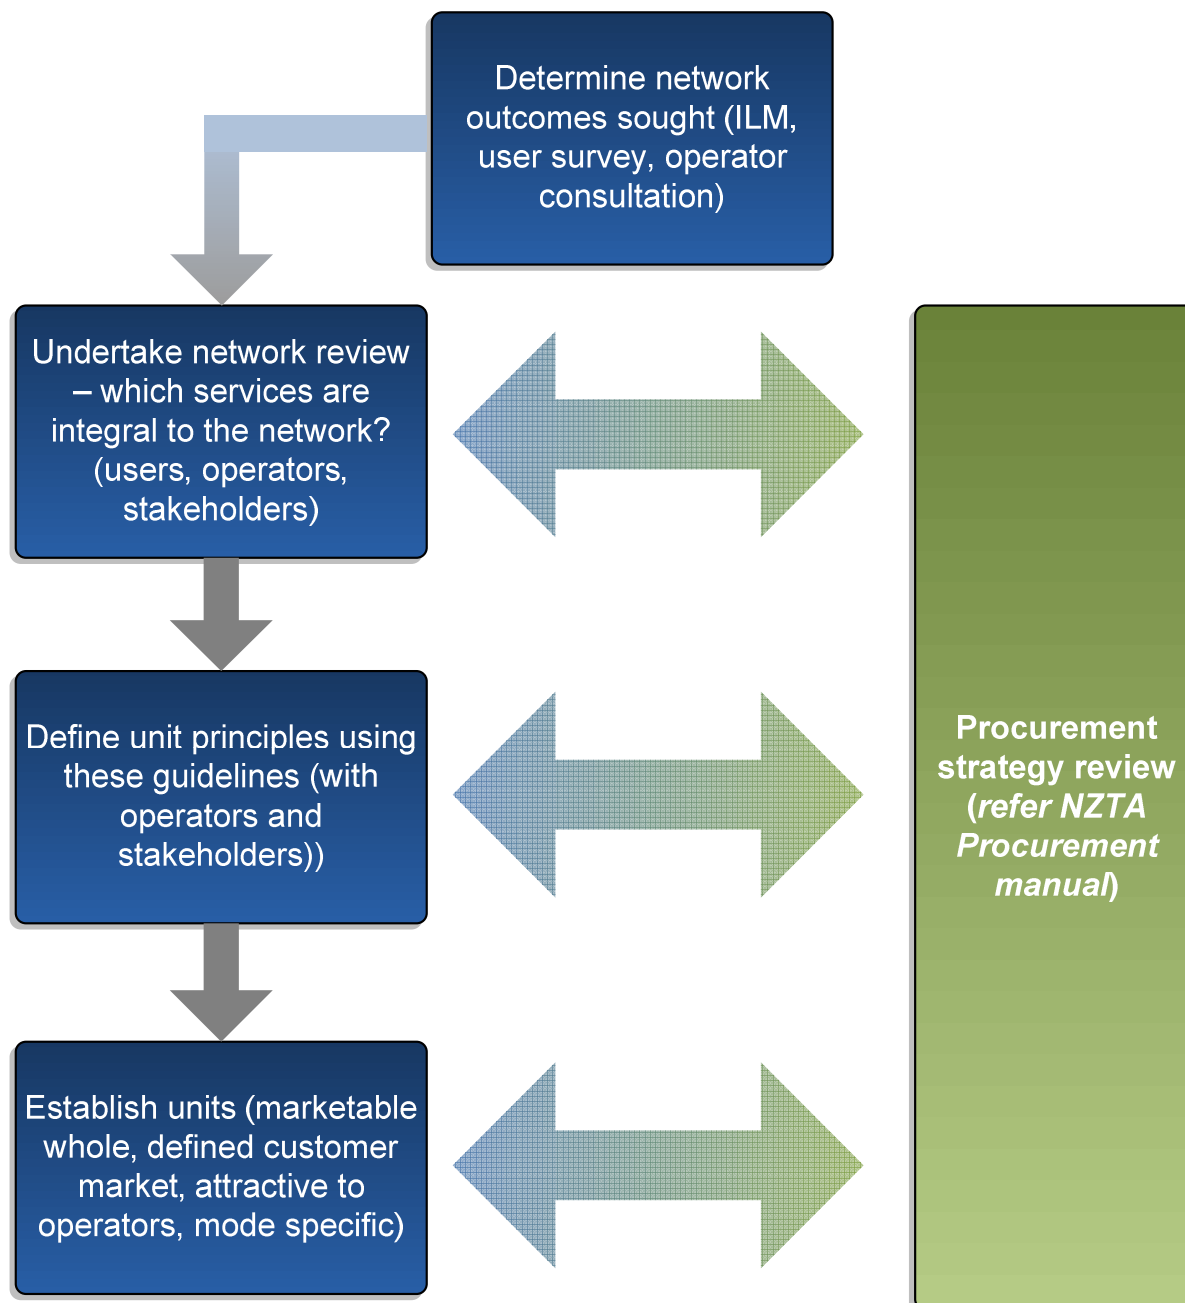 Determine network
outcomes sought (ILM,
user survey, operator
consultation)
Undertake network review
– which services are
integral to the network?
(users, operators,
stakeholders)
Define unit principles using
these guidelines (with
operators and
stakeholders))
Establish units (marketable
whole, defined customer
market, attractive to
operators, mode specific)
Procurement
strategy review
(refer NZTA
Procurement
manual)